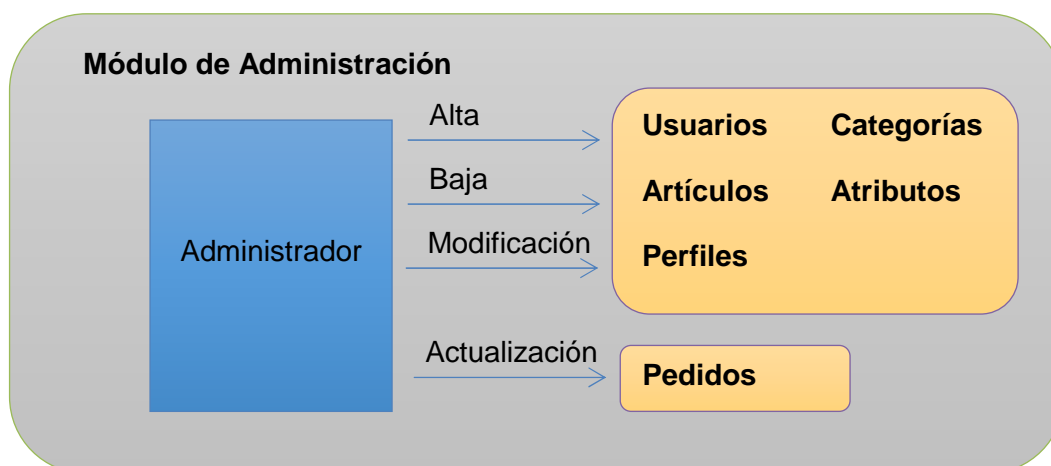 Módulo de Administración
Alta
Usuarios Categorías
Baja
Artículos Atributos
Administrador
Modificación
Perfiles
Actualización
Pedidos